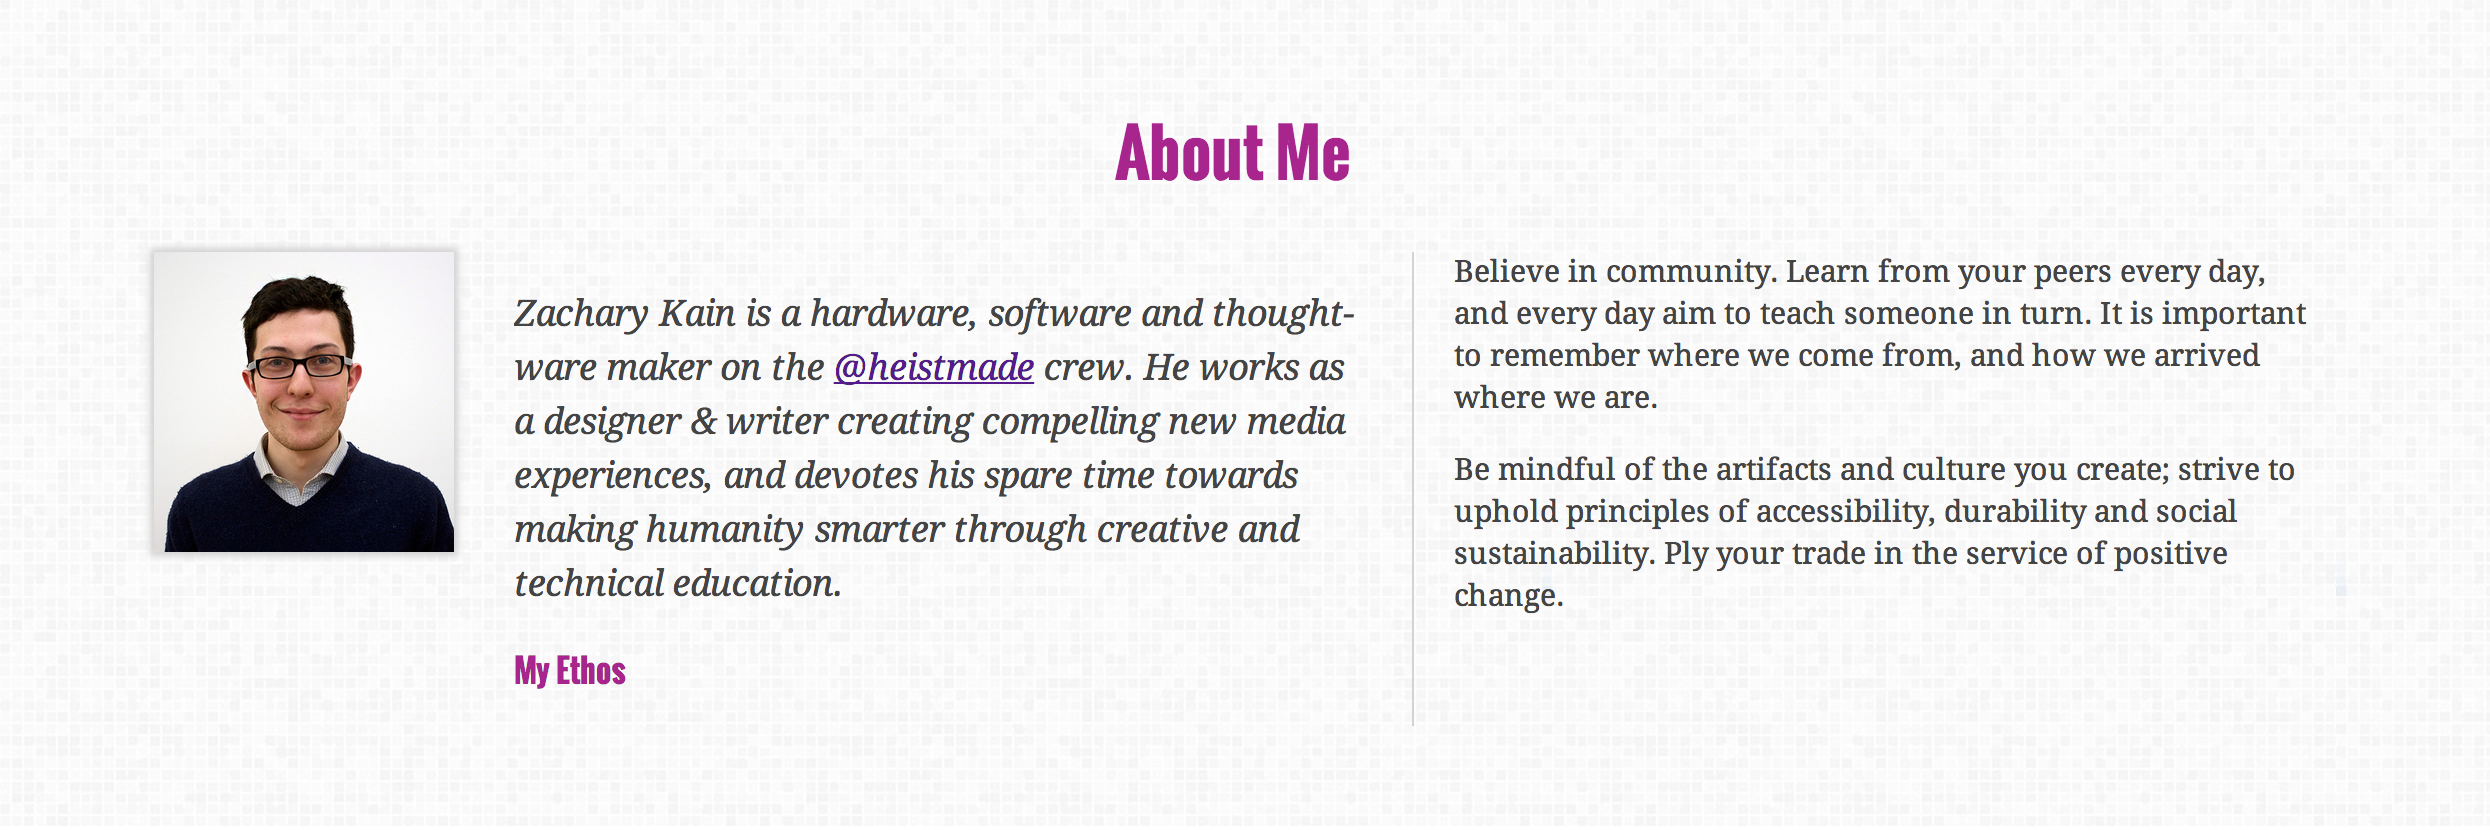 About Me
Zachary Kain is a hardware, software and thought-
ware maker on the @heistmade crew. He works as
a designer & writer creating compelling new media
experiences, and devotes his spare time towards
making humanity smarter through creative and
technical education.
My Ethos
Believe in community. Learn from your peers every day,
and every day aim to teach someone in turn. It is important
to remember where we come from, and how we arrived
where we are.
Be mindful of the artifacts and culture you create; strive to
uphold principles of accessibility, durability and social
sustainability. Ply your trade in the service of positive
change.